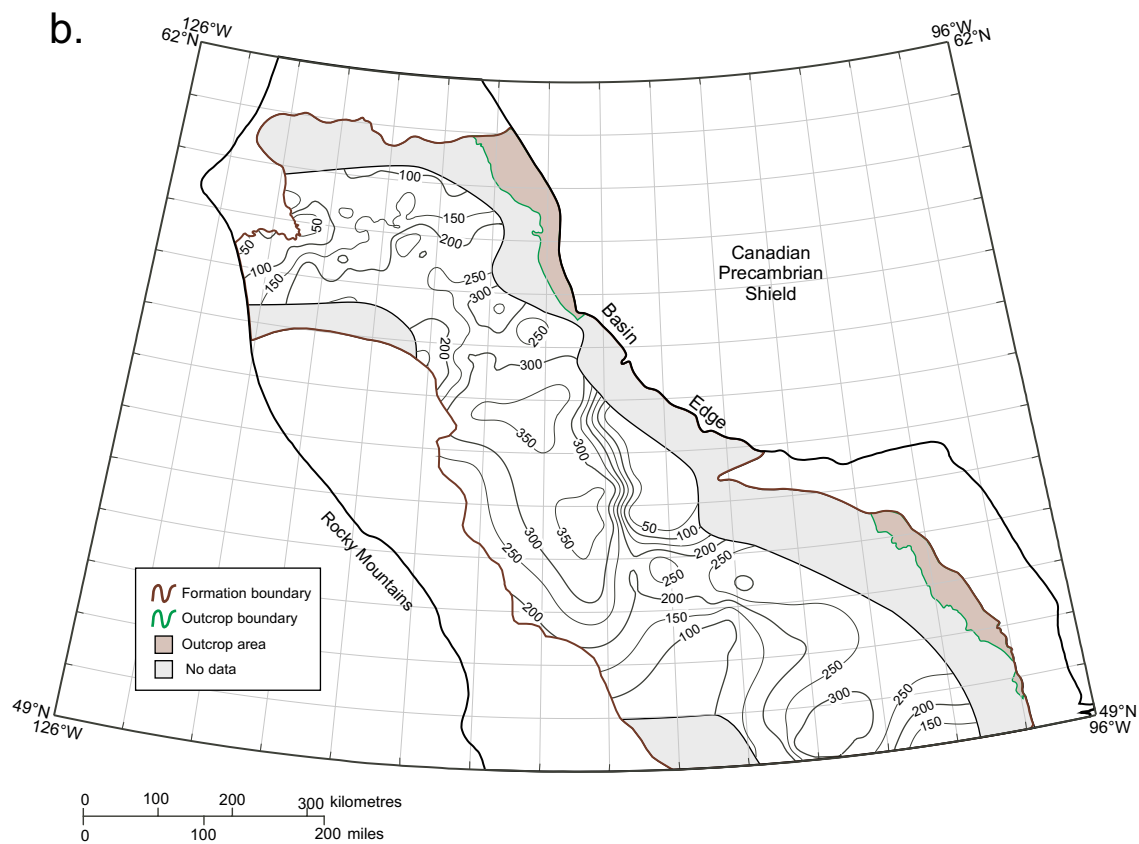 b.
126°W
62°N
96°W
62°N
100
150
200
50
50
100
150
250
300
250
200
300
Canadian
Precambrian
Shield
Basin
Edge
350
300
350
300
250
50
100
200
250
250
200
200
150
100
250
300
250
200
150
Rocky Mountains
Formation boundary
Outcrop boundary
Outcrop area
No data
49°N
126°W
49°N
96°W
0 100 200 300 kilometres
0 100 200 miles